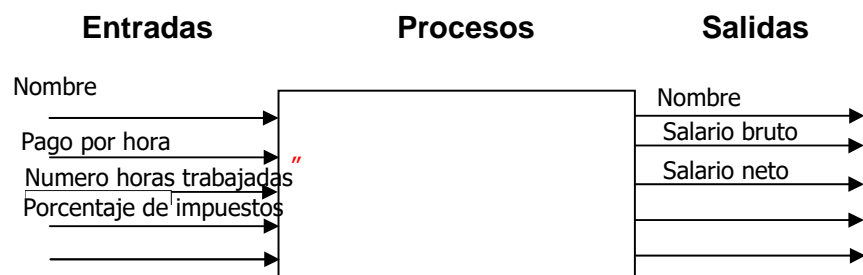 Entradas
Procesos
Salidas
Nombre
Pago por hora
Numero horas trabajadas"
Porcentaje de impuestos
Nombre
Salario bruto
Salario neto